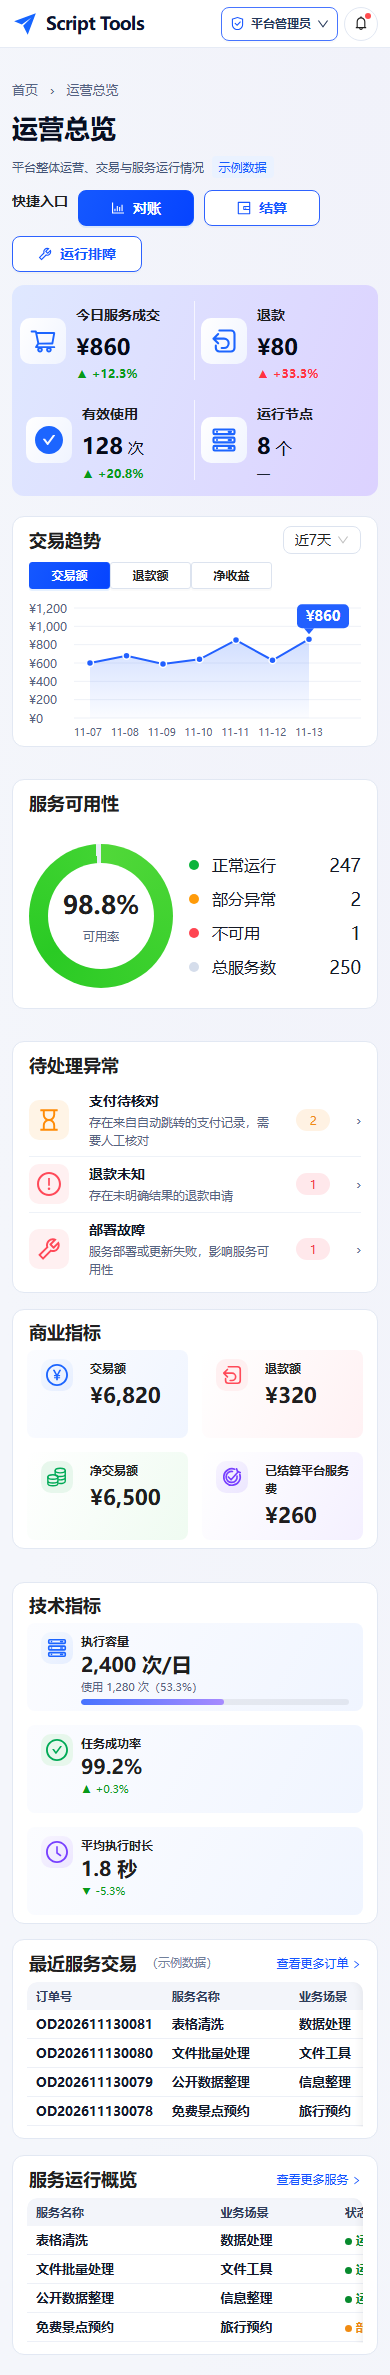 Script Tools
平台管理员
首页 › 运营总览
运营总览
平台整体运营、交易与服务运行情况 示例数据
快捷入口 对账 结算
运行排障
今日服务成交
¥860
▲ +12.3%
退款
¥80
▲ +33.3%
有效使用
128 次
▲ +20.8%
运行节点
8 个
—
交易趋势 近7天
交易额 退款额 净收益
¥1,200
¥1,000
¥800
¥600
¥400
¥200
¥0
¥860
11-07 11-08 11-09 11-10 11-11 11-12 11-13
服务可用性
98.8%
可用率
正常运行 247
部分异常 2
不可用 1
总服务数 250
待处理异常
支付待核对
存在来自自动跳转的支付记录，需
要人工核对
2 ›
退款未知
存在未明确结果的退款申请
1 ›
部署故障
服务部署或更新失败，影响服务可
用性
1 ›
商业指标
交易额
¥6,820
退款额
¥320
净交易额
¥6,500
已结算平台服务
费
¥260
技术指标
执行容量
2,400 次/日
使用 1,280 次（53.3%）
任务成功率
99.2%
▲ +0.3%
平均执行时长
1.8 秒
▼ -5.3%
最近服务交易 （示例数据） 查看更多订单 ›
订单号 服务名称 业务场景
OD202611130081 表格清洗 数据处理
OD202611130080 文件批量处理 文件工具
OD202611130079 公开数据整理 信息整理
OD202611130078 免费景点预约 旅行预约
服务运行概览 查看更多服务 ›
服务名称 业务场景 状
表格清洗 数据处理
文件批量处理 文件工具
公开数据整理 信息整理
免费景点预约 旅行预约